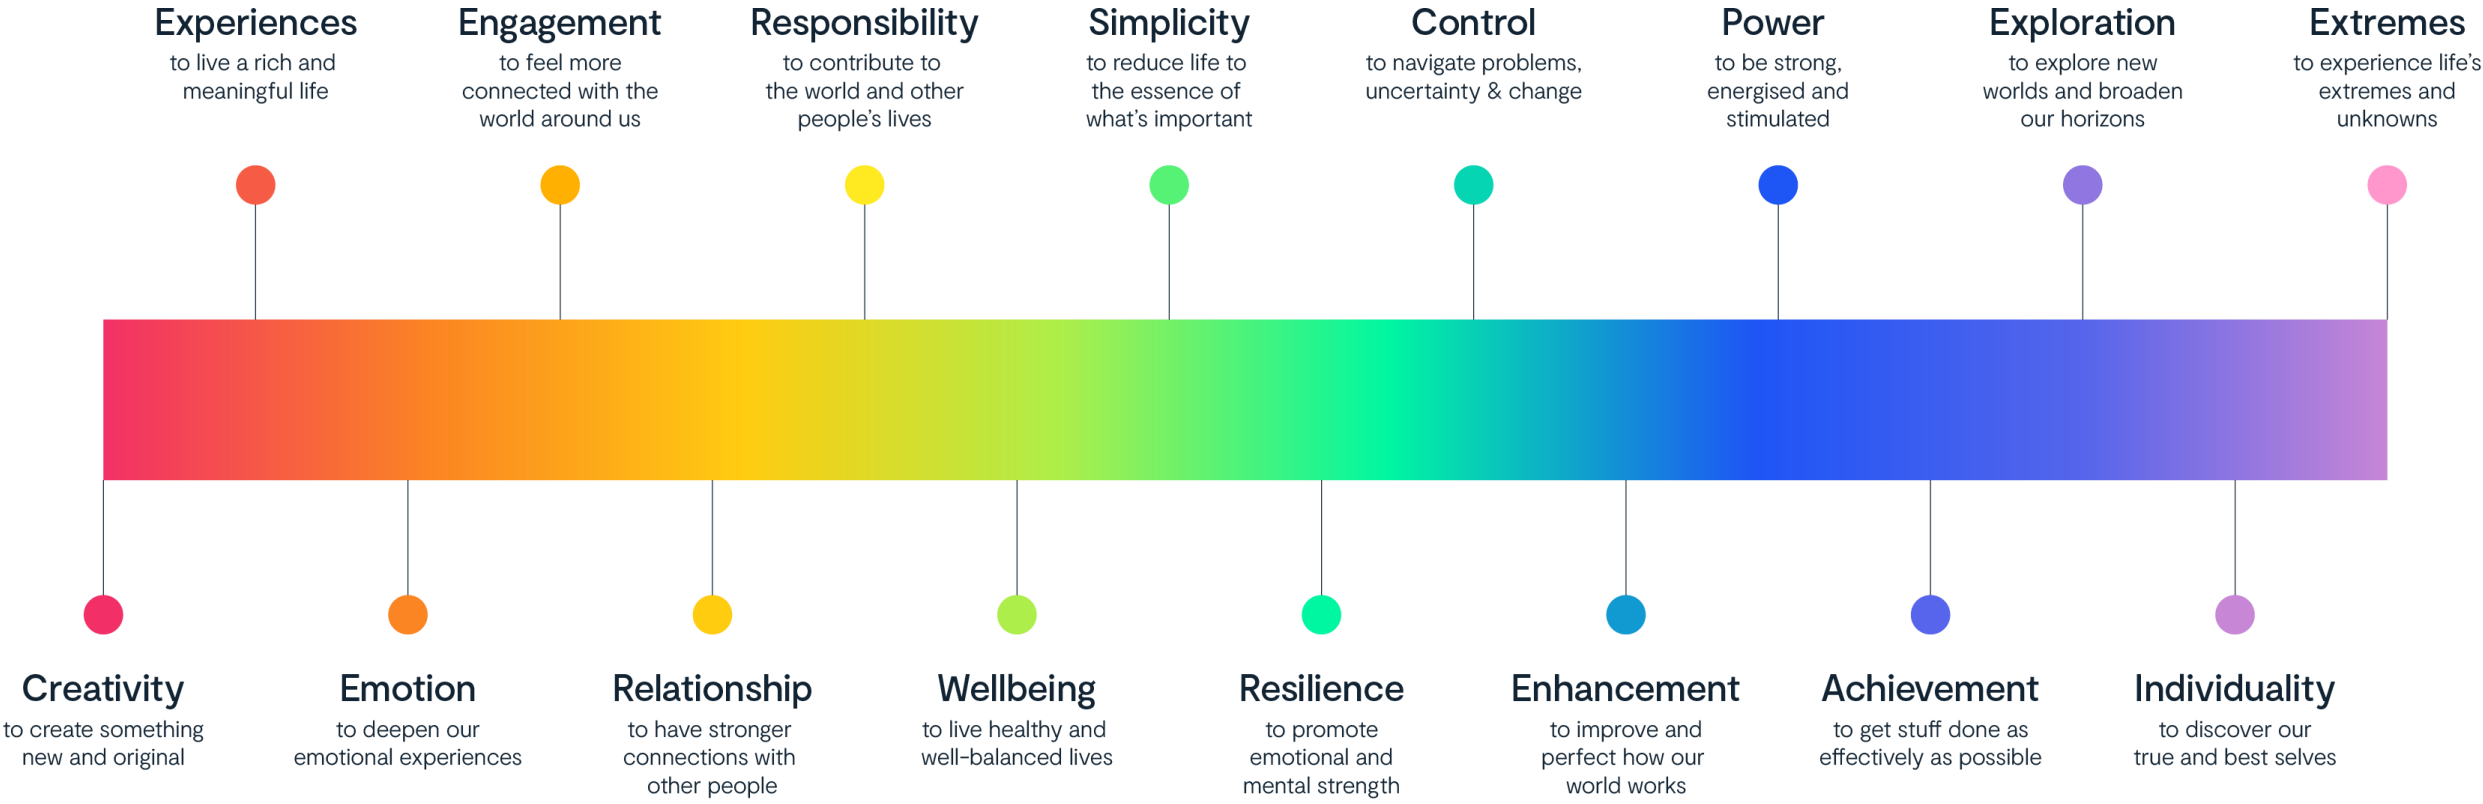 Experiences
to live a rich and
meaningful life
Engagement
to feel more
connected with the
world around us
Responsibility
to contribute to
the world and other
people’s lives
Simplicity
to reduce life to
the essence of
what’s important
Control
to navigate problems,
uncertainty & change
Power
to be strong,
energised and
stimulated
Exploration
to explore new
worlds and broaden
our horizons
Extremes
to experience life’s
extremes and
unknowns
Creativity
to create something
new and original
Emotion
to deepen our
emotional experiences
Relationship
to have stronger
connections with
other people
Wellbeing
to live healthy and
well-balanced lives
Resilience
to promote
emotional and
mental strength
Enhancement
to improve and
perfect how our
world works
Achievement
to get stuff done as
effectively as possible
Individuality
to discover our
true and best selves